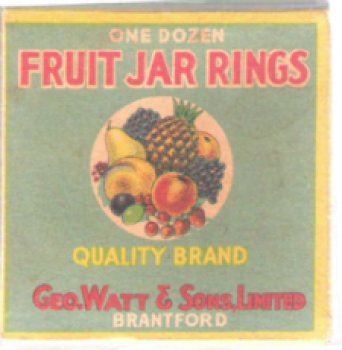 ONE DOZEN
FRUIT JAR RINGS
QUALITY BRAND
GEO. WATT & SONS, LIMITED
BRANTFORD